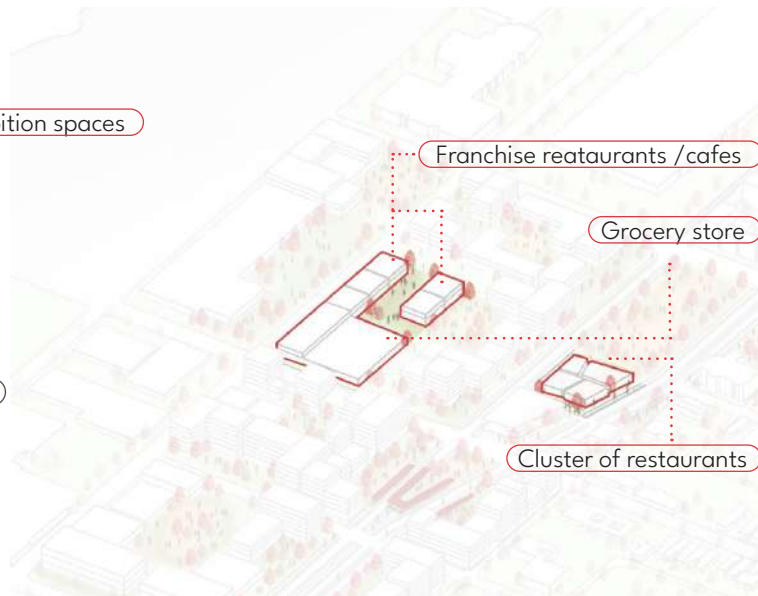 ition spaces
Franchise reataurants /cafes
Grocery store
Cluster of restaurants